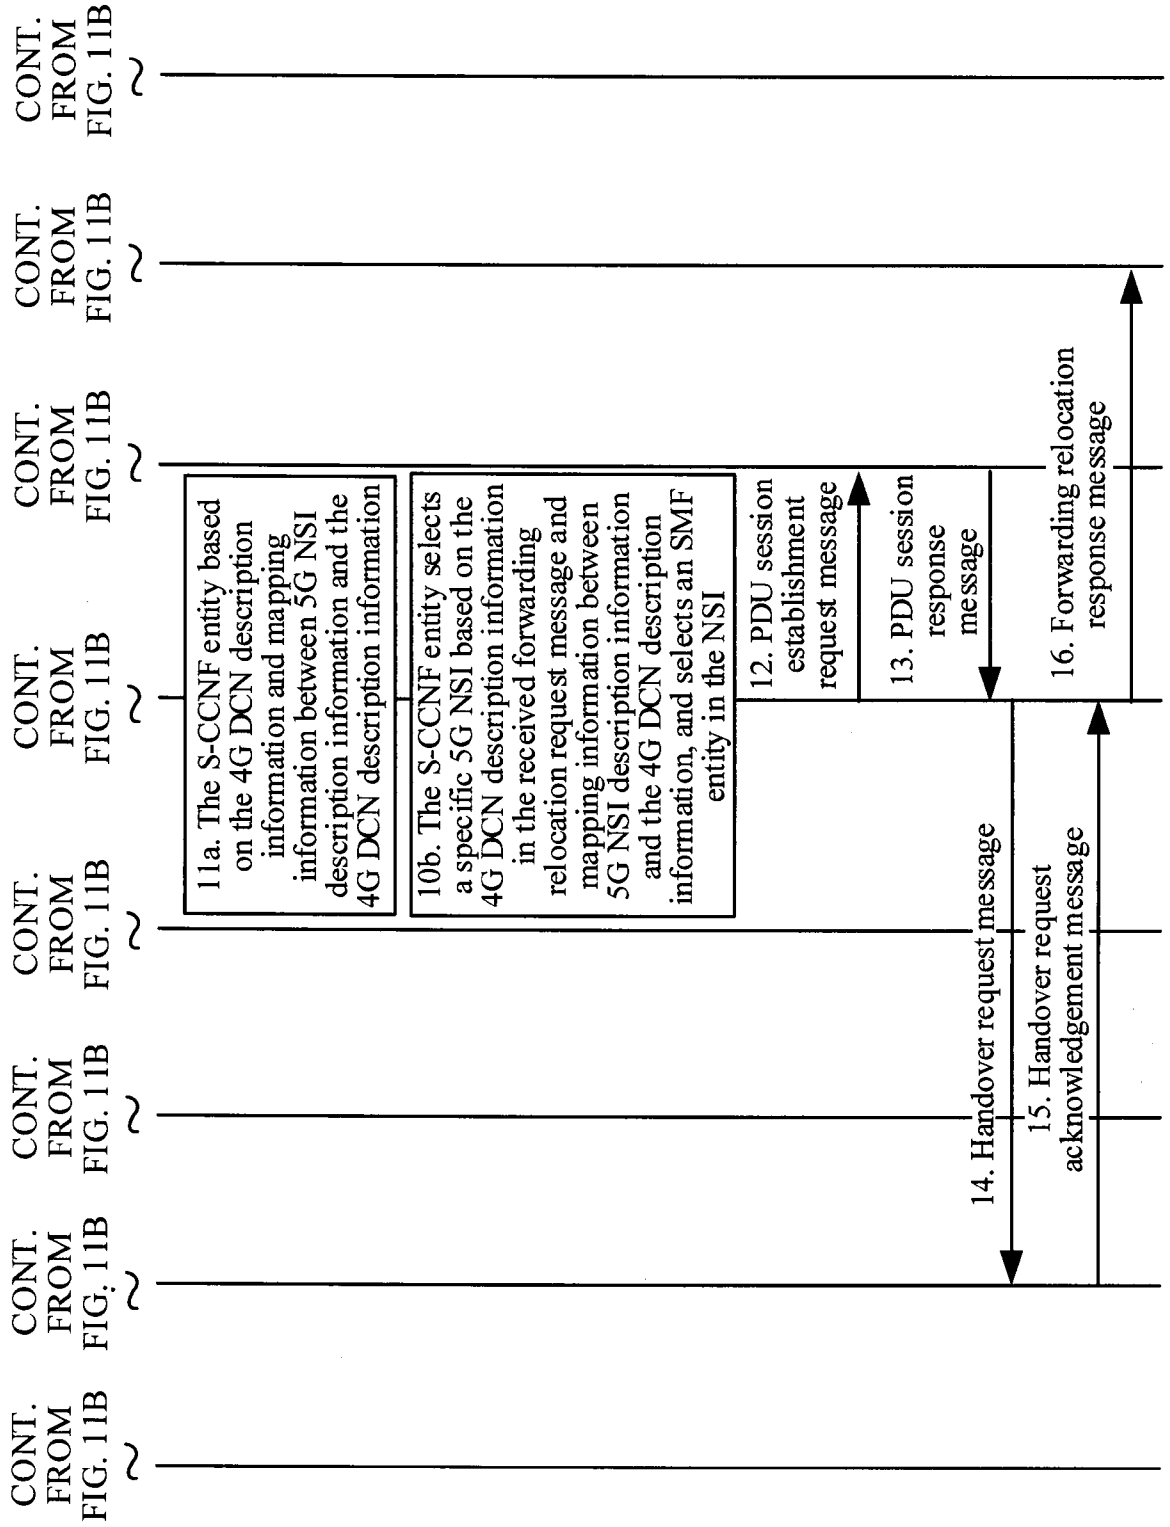 CONT.
FROM
FIG. 11B
CONT.
FROM
FIG. 11B
CONT.
FROM
FIG. 11B
CONT.
FROM
FIG. 11B
CONT.
FROM
FIG. 11B
CONT.
FROM
FIG. 11B
CONT.
FROM
FIG. 11B
CONT.
FROM
FIG. 11B
11a. The S-CCNF entity based
on the 4G DCN description
information and mapping
information between 5G NSI
description information and the
4G DCN description information
10b. The S-CCNF entity selects
a specific 5G NSI based on the
4G DCN description information
in the received forwarding
relocation request message and
mapping information between
5G NSI description information
and the 4G DCN description
information, and selects an SMF
entity in the NSI
12. PDU session
establishment
request message
13. PDU session
response
message
14. Handover request message
15. Handover request
acknowledgement message
16. Forwarding relocation
response message